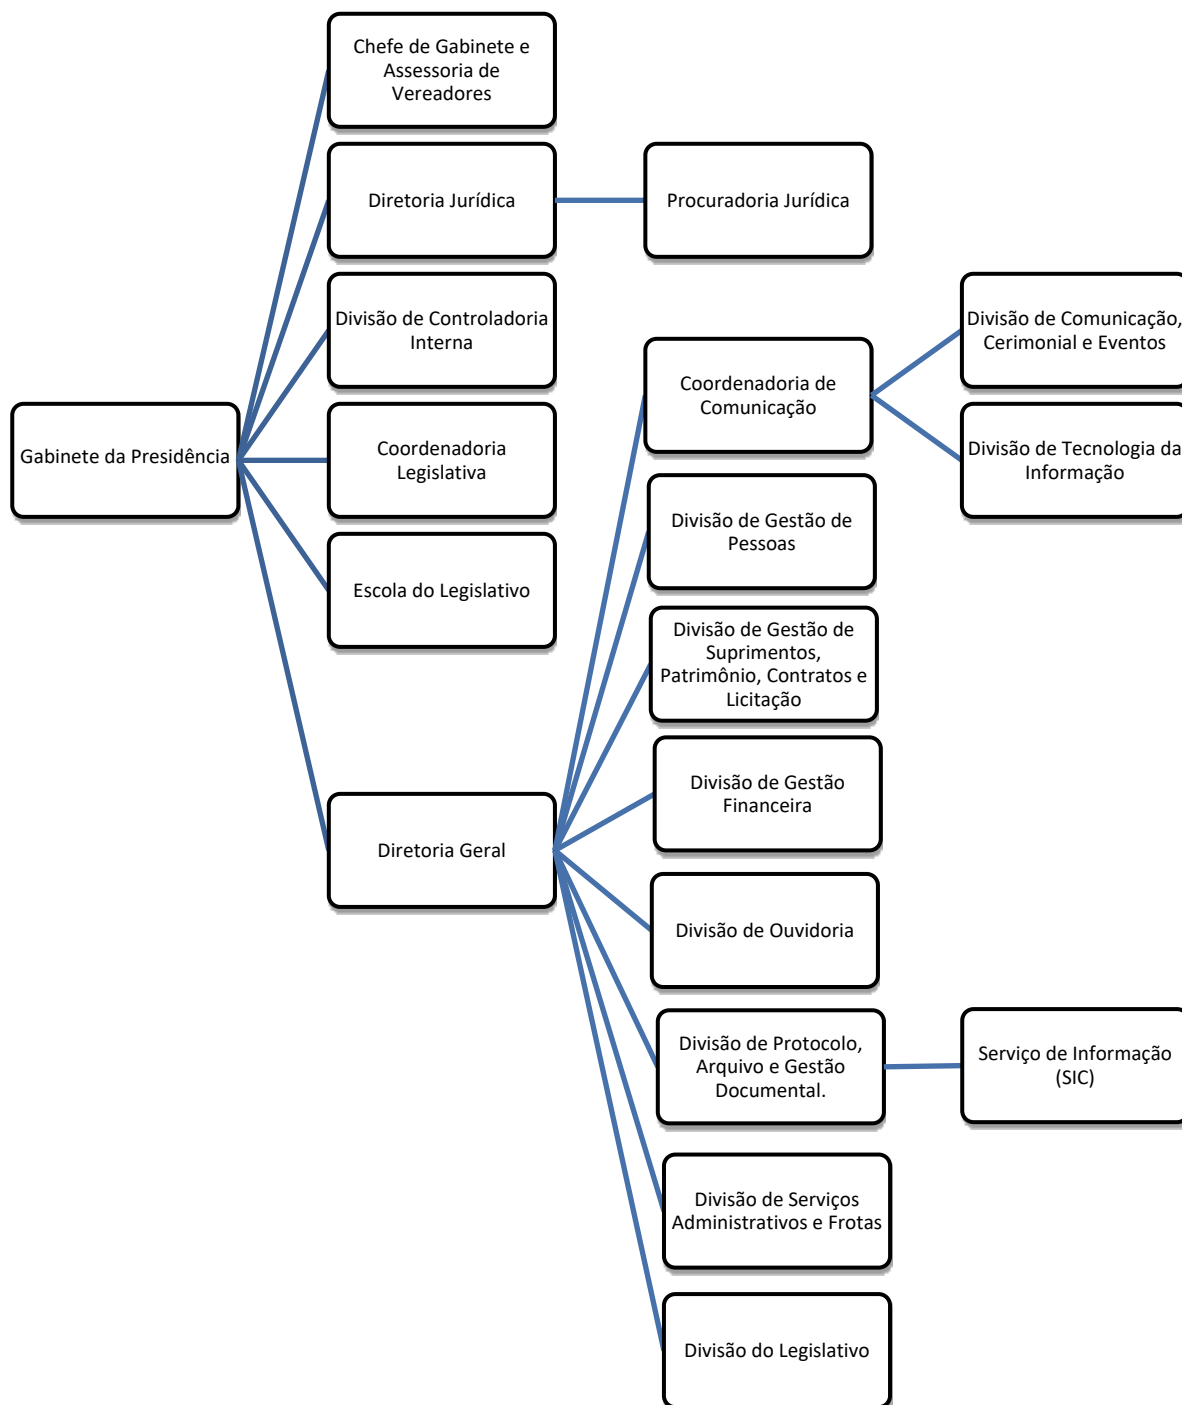 Chefe de Gabinete e
Assessoria de
Vereadores
Diretoria Jurídica
Procuradoria Jurídica
Divisão de Controladoria
Interna
Divisão de Comunicação,
Cerimonial e Eventos
Coordenadoria de
Comunicação
Gabinete da Presidência
Coordenadoria
Legislativa
Divisão de Tecnologia da
Informação
Divisão de Gestão de
Pessoas
Escola do Legislativo
Divisão de Gestão de
Suprimentos,
Patrimônio, Contratos e
Licitação
Divisão de Gestão
Financeira
Diretoria Geral
Divisão de Ouvidoria
Divisão de Protocolo,
Arquivo e Gestão
Documental.
Serviço de Informação
(SIC)
Divisão de Serviços
Administrativos e Frotas
Divisão do Legislativo